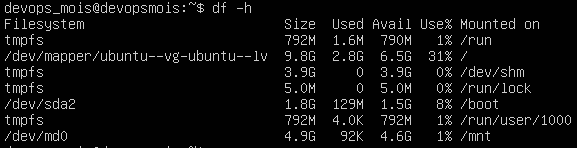 devops_mois@devopsmois:~$ df -h
Filesystem                         Size  Used Avail Use% Mounted on
tmpfs                              792M  1.6M  790M   1% /run
/dev/mapper/ubuntu--vg-ubuntu--lv  9.8G  2.8G  6.5G  31% /
tmpfs                              3.9G     0  3.9G   0% /dev/shm
tmpfs                              5.0M     0  5.0M   0% /run/lock
/dev/sda2                          1.8G  129M  1.5G   8% /boot
tmpfs                              792M  4.0K  792M   1% /run/user/1000
/dev/md0                           4.9G   92K  4.6G   1% /mnt